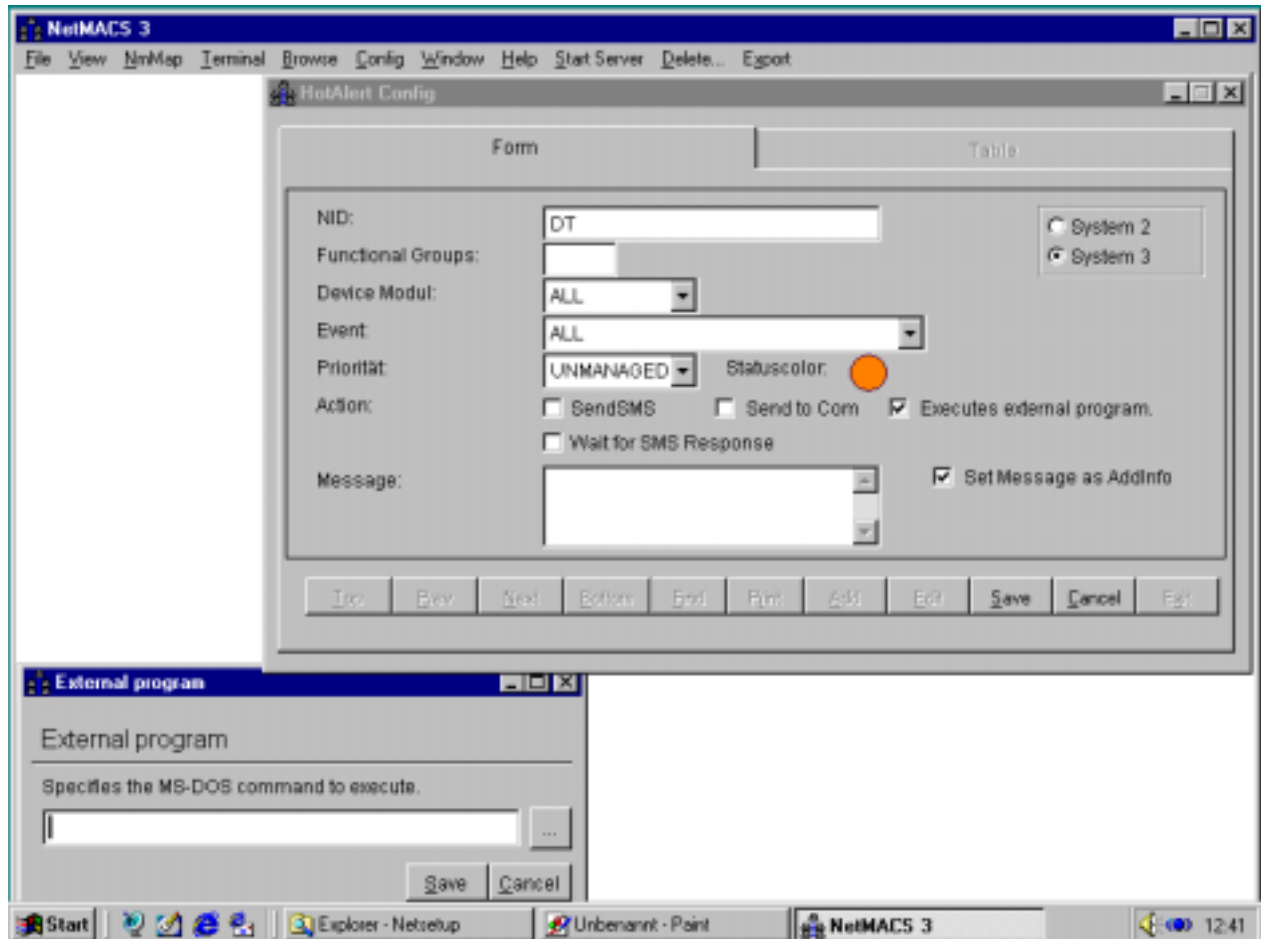 NetMACS 3
File View NmMap Terminal Browse Config Window Help Start Server Delete... Export
HotAlert Config
Form Table
NID: DT System 2
Functional Groups: System 3
Device Modul: ALL
Event: ALL
Priorität: UNMANAGED Statuscolor:
Action: SendSMS Send to Com Executes external program.
Wait for SMS Response
Message: Set Message as AddInfo
Top Prev Next Bottom Find Print Add Edit Save Cancel Exit
External program
External program
Specifies the MS-DOS command to execute.
...
Save Cancel
Start Explorer - Netsetup Unbenannt - Paint NetMACS 3 12:41